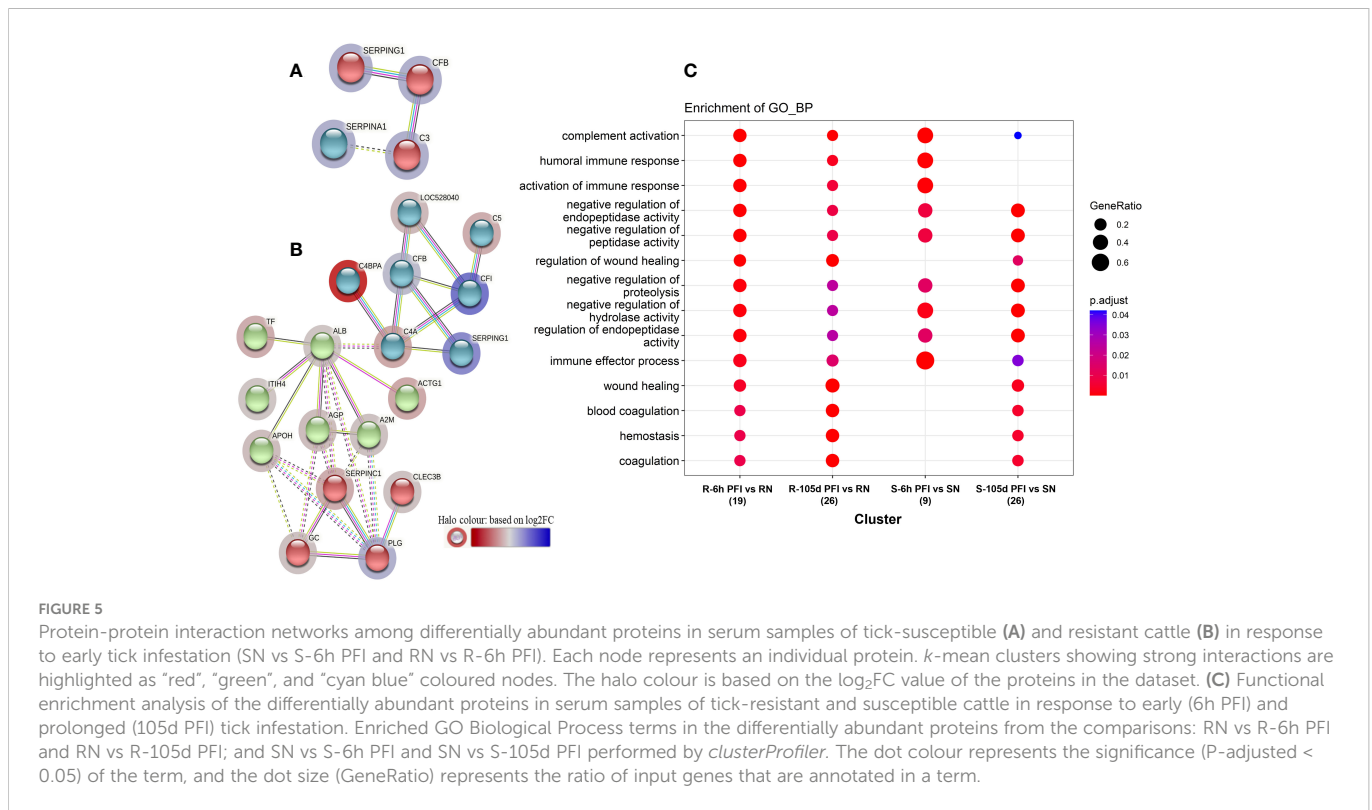 A
SERPING1
CFB
SERPINA1
C3
B
LOC528040
C5
CFB
C4BPA
CFI
TF
ALB
C4A
SERPING1
ITIH4
ACTG1
AGP
A2M
APOH
SERPINC1
CLEC3B
GC
PLG
Halo colour: based on log2FC
C
Enrichment of GO_BP
complement activation
humoral immune response
activation of immune response
negative regulation of
endopeptidase activity
negative regulation of
peptidase activity
regulation of wound healing
negative regulation of
proteolysis
negative regulation of
hydrolase activity
regulation of endopeptidase
activity
immune effector process
wound healing
blood coagulation
hemostasis
coagulation
R-6h PFI vs RN
(19)
R-105d PFI vs RN
(26)
S-6h PFI vs SN
(9)
S-105d PFI vs SN
(26)
Cluster
GeneRatio
0.2
0.4
0.6
p.adjust
0.04
0.03
0.02
0.01
FIGURE 5
Protein-protein interaction networks among differentially abundant proteins in serum samples of tick-susceptible (A) and resistant cattle (B) in response
to early tick infestation (SN vs S-6h PFI and RN vs R-6h PFI). Each node represents an individual protein. k-mean clusters showing strong interactions are
highlighted as “red”, “green”, and “cyan blue” coloured nodes. The halo colour is based on the log₂FC value of the proteins in the dataset. (C) Functional
enrichment analysis of the differentially abundant proteins in serum samples of tick-resistant and susceptible cattle in response to early (6h PFI) and
prolonged (105d PFI) tick infestation. Enriched GO Biological Process terms in the differentially abundant proteins from the comparisons: RN vs R-6h PFI
and RN vs R-105d PFI; and SN vs S-6h PFI and SN vs S-105d PFI performed by clusterProfiler. The dot colour represents the significance (P-adjusted <
0.05) of the term, and the dot size (GeneRatio) represents the ratio of input genes that are annotated in a term.